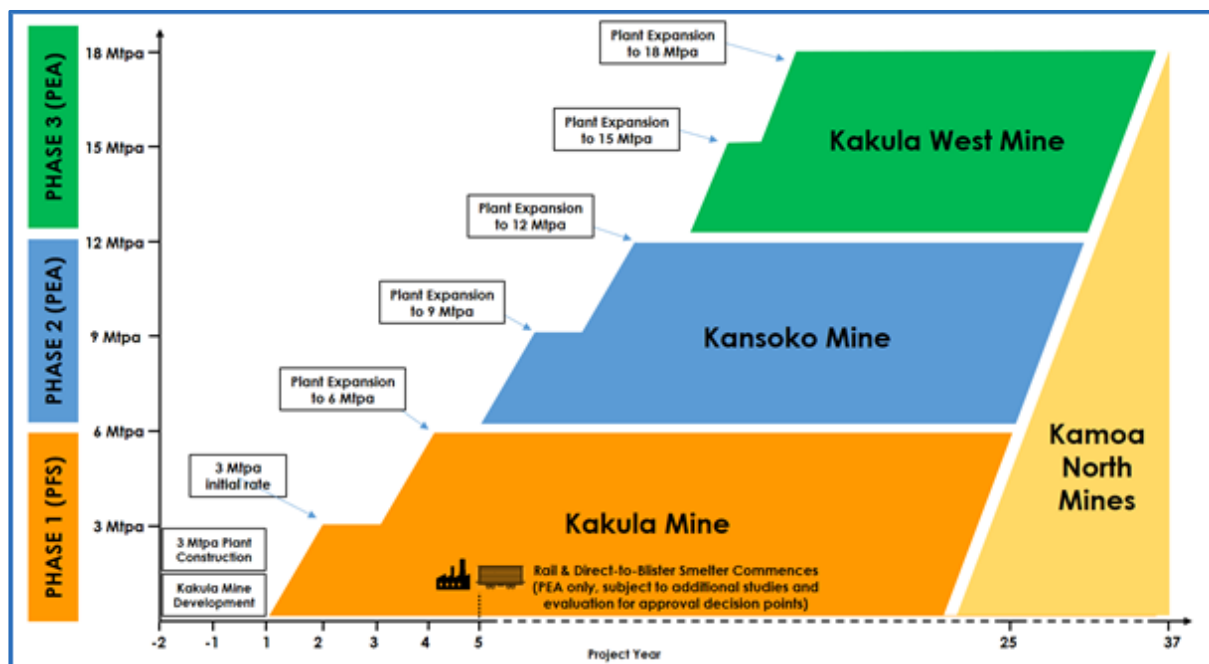 PHASE 3 (PEA)
PHASE 2 (PEA)
PHASE 1 (PFS)
18 Mtpa
15 Mtpa
12 Mtpa
9 Mtpa
6 Mtpa
3 Mtpa
Plant Expansion
to 18 Mtpa
Plant Expansion
to 15 Mtpa
Plant Expansion
to 12 Mtpa
Plant Expansion
to 9 Mtpa
Plant Expansion
to 6 Mtpa
3 Mtpa
initial rate
3 Mtpa Plant
Construction
Kakula Mine
Development
Kakula West Mine
Kansoko Mine
Kakula Mine
Kamoa
North
Mines
Rail & Direct-to-Blister Smelter Commences
(PEA only, subject to additional studies and
evaluation for approval decision points)
-2 -1 1 2 3 4 5 25 37
Project Year